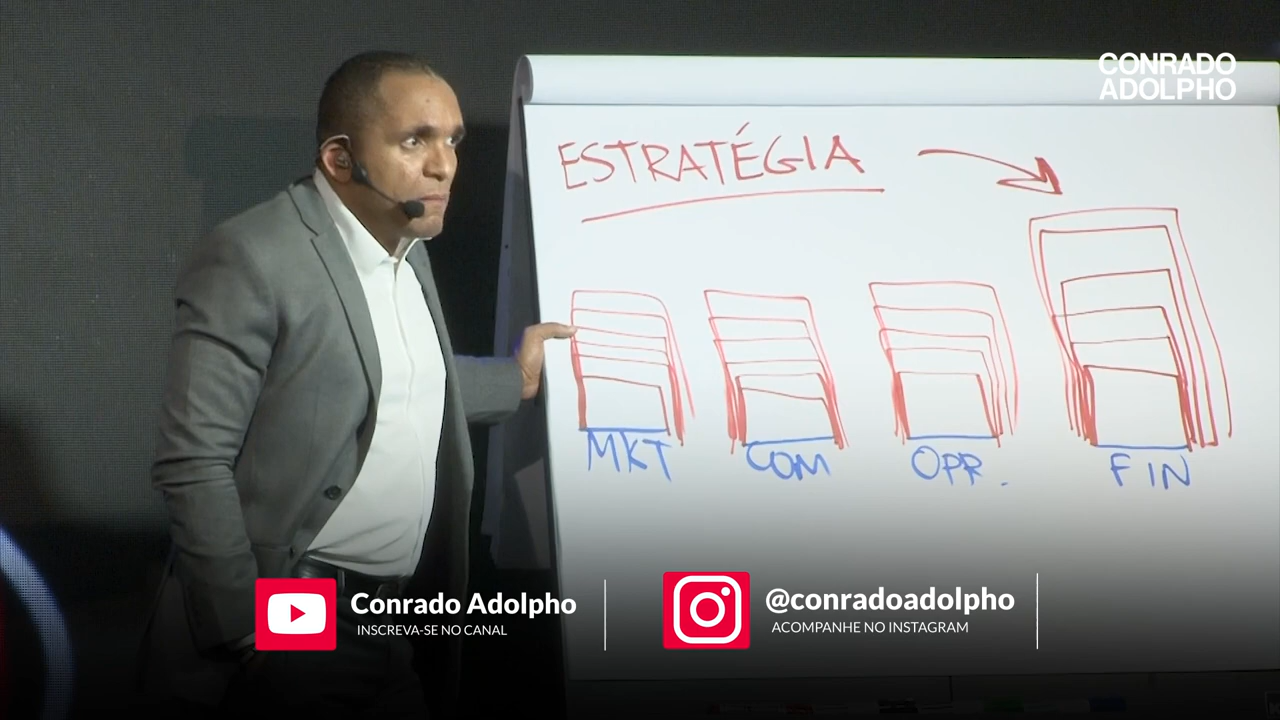 CONRADO
ADOLPHO
ESTRATÉGIA
MKT COM OPR. FIN
Conrado Adolpho
INSCREVA-SE NO CANAL
@conradoadolpho
ACOMPANHE NO INSTAGRAM